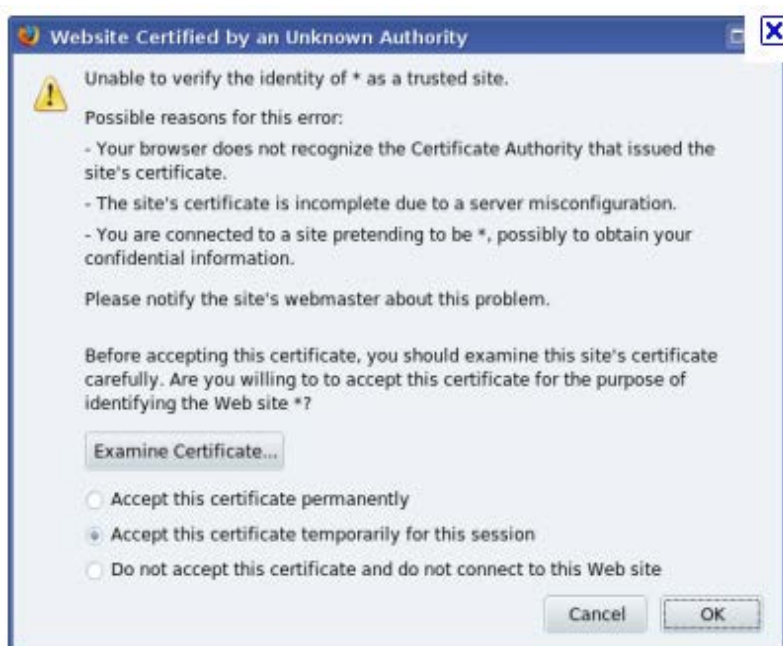 Website Certified by an Unknown Authority
Unable to verify the identity of * as a trusted site.
Possible reasons for this error:
- Your browser does not recognize the Certificate Authority that issued the
site's certificate.
- The site's certificate is incomplete due to a server misconfiguration.
- You are connected to a site pretending to be *, possibly to obtain your
confidential information.
Please notify the site's webmaster about this problem.
Before accepting this certificate, you should examine this site's certificate
carefully. Are you willing to to accept this certificate for the purpose of
identifying the Web site *?
Examine Certificate...
Accept this certificate permanently
Accept this certificate temporarily for this session
Do not accept this certificate and do not connect to this Web site
Cancel OK